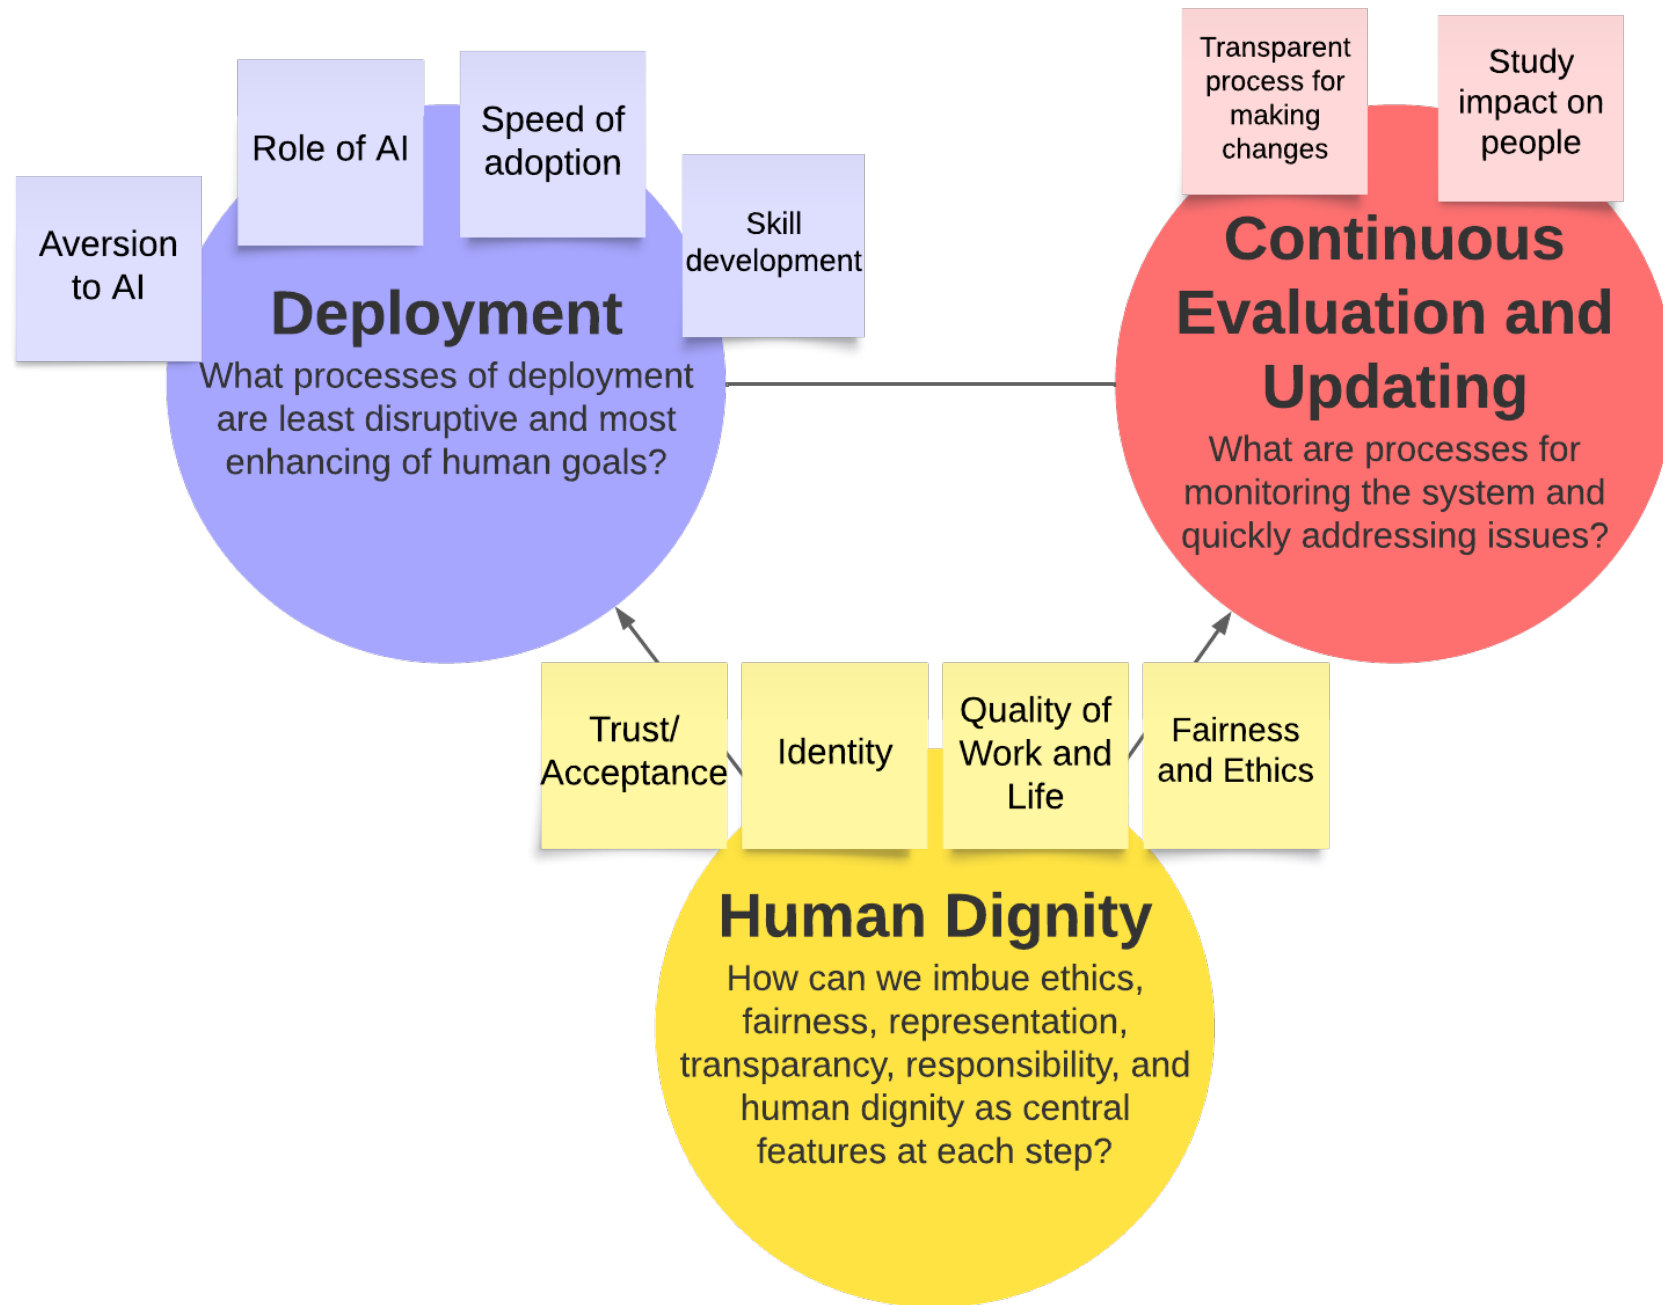 Aversion
to AI
Role of AI
Speed of
adoption
Skill
development
Deployment
What processes of deployment
are least disruptive and most
enhancing of human goals?
Transparent
process for
making
changes
Study
impact on
people
Continuous
Evaluation and
Updating
What are processes for
monitoring the system and
quickly addressing issues?
Trust/
Acceptance
Identity
Quality of
Work and
Life
Fairness
and Ethics
Human Dignity
How can we imbue ethics,
fairness, representation,
transparancy, responsibility, and
human dignity as central
features at each step?